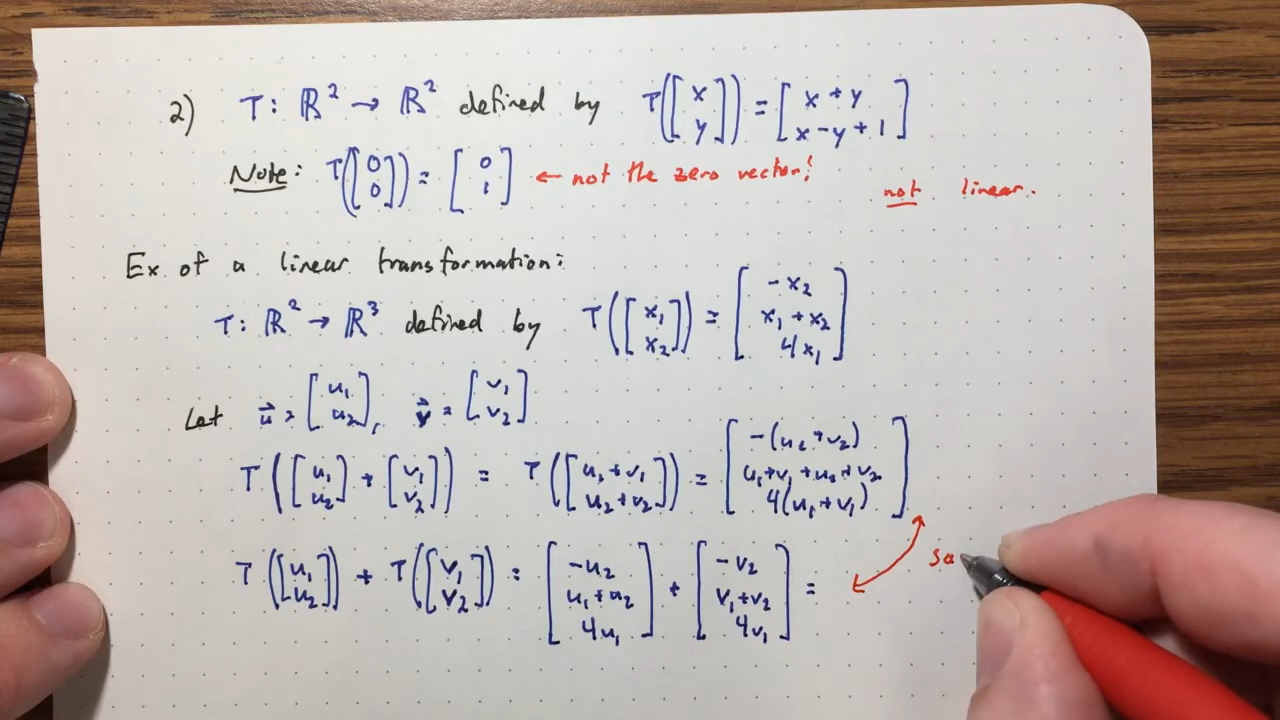 2) T: ℝ² → ℝ² defined by T([x y]) = [x + y x - y + 1]
Note: T([0 0]) = [0 1] ← not the zero vector! not linear.
Ex of a linear transformation:
T: ℝ² → ℝ³ defined by T([x₁ x₂]) = [-x₂ x₁ + x₂ 4x₁]
Let u⃗ = [u₁ u₂], v⃗ = [v₁ v₂]
T([u₁ u₂] + [v₁ v₂]) = T([u₁ + v₁ u₂ + v₂]) = [-(u₂ + v₂) u₁ + v₁ + u₂ + v₂ 4(u₁ + v₁)]
T([u₁ u₂]) + T([v₁ v₂]) = [-u₂ u₁ + u₂ 4u₁] + [-v₂ v₁ + v₂ 4v₁] = sa